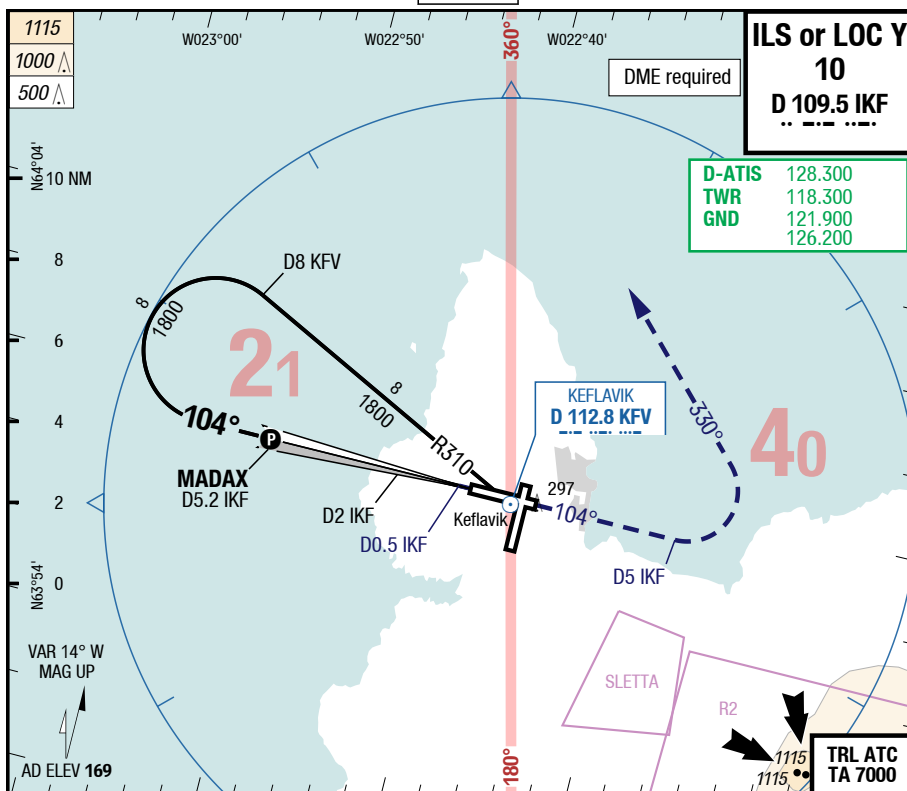 1115
1000
500
W023°00'
W022°50'
W022°40'
360°
DME required
ILS or LOC Y
10
D 109.5 IKF
D-ATIS 128.300
TWR 118.300
GND 121.900
126.200
N64°04'
10 NM
8
6
4
2
0
N63°54'
D8 KFV
8
1800
21
8
1800
R310
104°
MADAX
D5.2 IKF
P
D2 IKF
D0.5 IKF
KEFLAVIK
D 112.8 KFV
297
Keflavik
104°
D5 IKF
330°
40
SLETTA
R2
VAR 14° W
MAG UP
AD ELEV 169
180°
1115
1115
TRL ATC
TA 7000